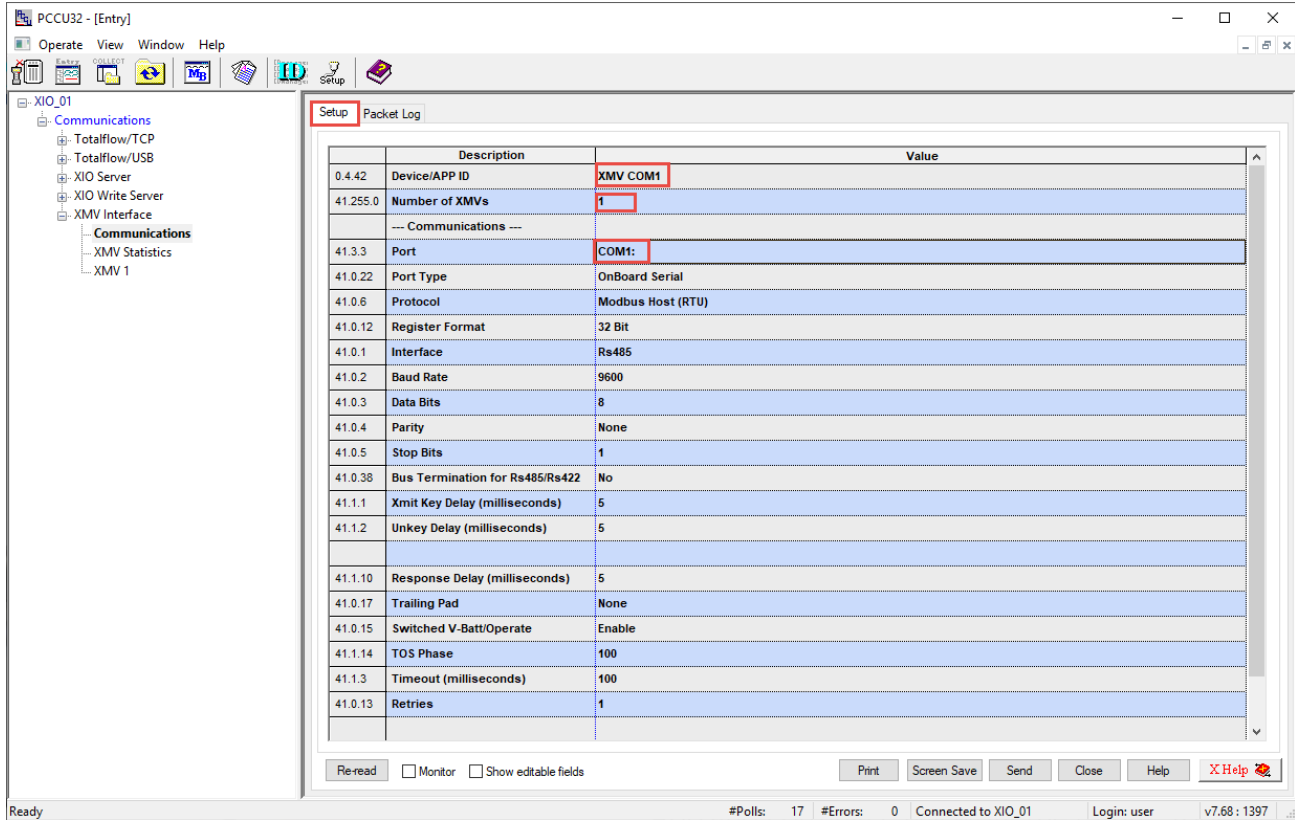 PCCU32 - [Entry]
Operate View Window Help
Entry COLLECT MB ID Setup
XIO_01
Communications
Totalflow/TCP
Totalflow/USB
XIO Server
XIO Write Server
XMV Interface
Communications
XMV Statistics
XMV 1
Setup Packet Log
Description Value
0.4.42 Device/APP ID XMV COM1
41.255.0 Number of XMVs 1
--- Communications ---
41.3.3 Port COM1:
41.0.22 Port Type OnBoard Serial
41.0.6 Protocol Modbus Host (RTU)
41.0.12 Register Format 32 Bit
41.0.1 Interface Rs485
41.0.2 Baud Rate 9600
41.0.3 Data Bits 8
41.0.4 Parity None
41.0.5 Stop Bits 1
41.0.38 Bus Termination for Rs485/Rs422 No
41.1.1 Xmit Key Delay (milliseconds) 5
41.1.2 Unkey Delay (milliseconds) 5
41.1.10 Response Delay (milliseconds) 5
41.0.17 Trailing Pad None
41.0.15 Switched V-Batt/Operate Enable
41.1.14 TOS Phase 100
41.1.3 Timeout (milliseconds) 100
41.0.13 Retries 1
Re-read Monitor Show editable fields Print Screen Save Send Close Help X Help
Ready #Polls: 17 #Errors: 0 Connected to XIO_01 Login: user v7.68 : 1397